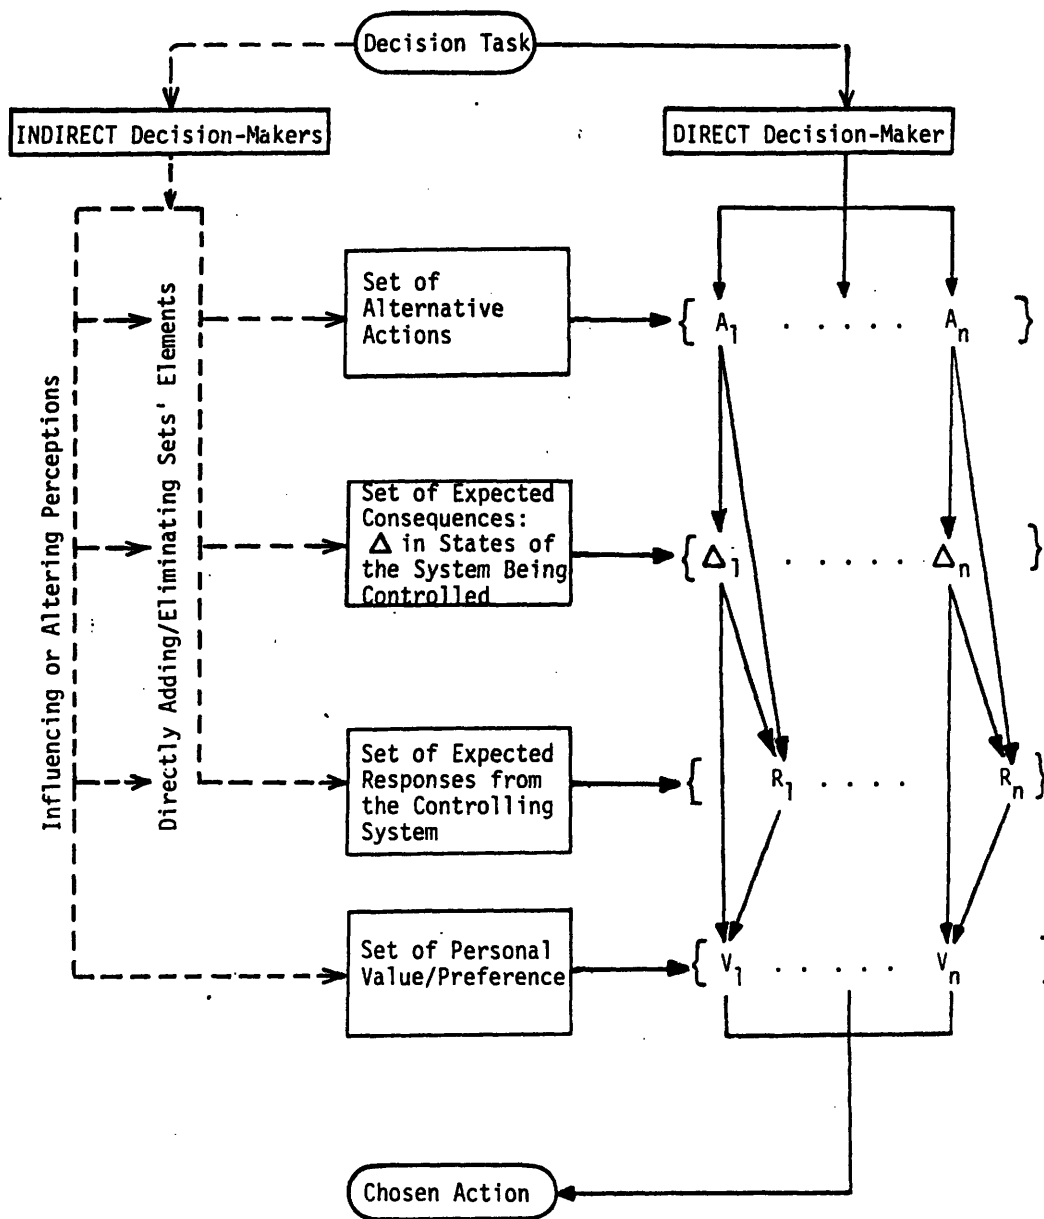 Decision Task
INDIRECT Decision-Makers
DIRECT Decision-Maker
Influencing or Altering Perceptions
Directly Adding/Eliminating Sets' Elements
Set of
Alternative
Actions
{ A1 . . . . . An }
Set of Expected
Consequences:
Δ in States of
the System Being
Controlled
{ Δ1 . . . . . Δn }
Set of Expected
Responses from
the Controlling
System
{ R1 . . . . . Rn }
Set of Personal
Value/Preference
{ V1 . . . . . . Vn
Chosen Action